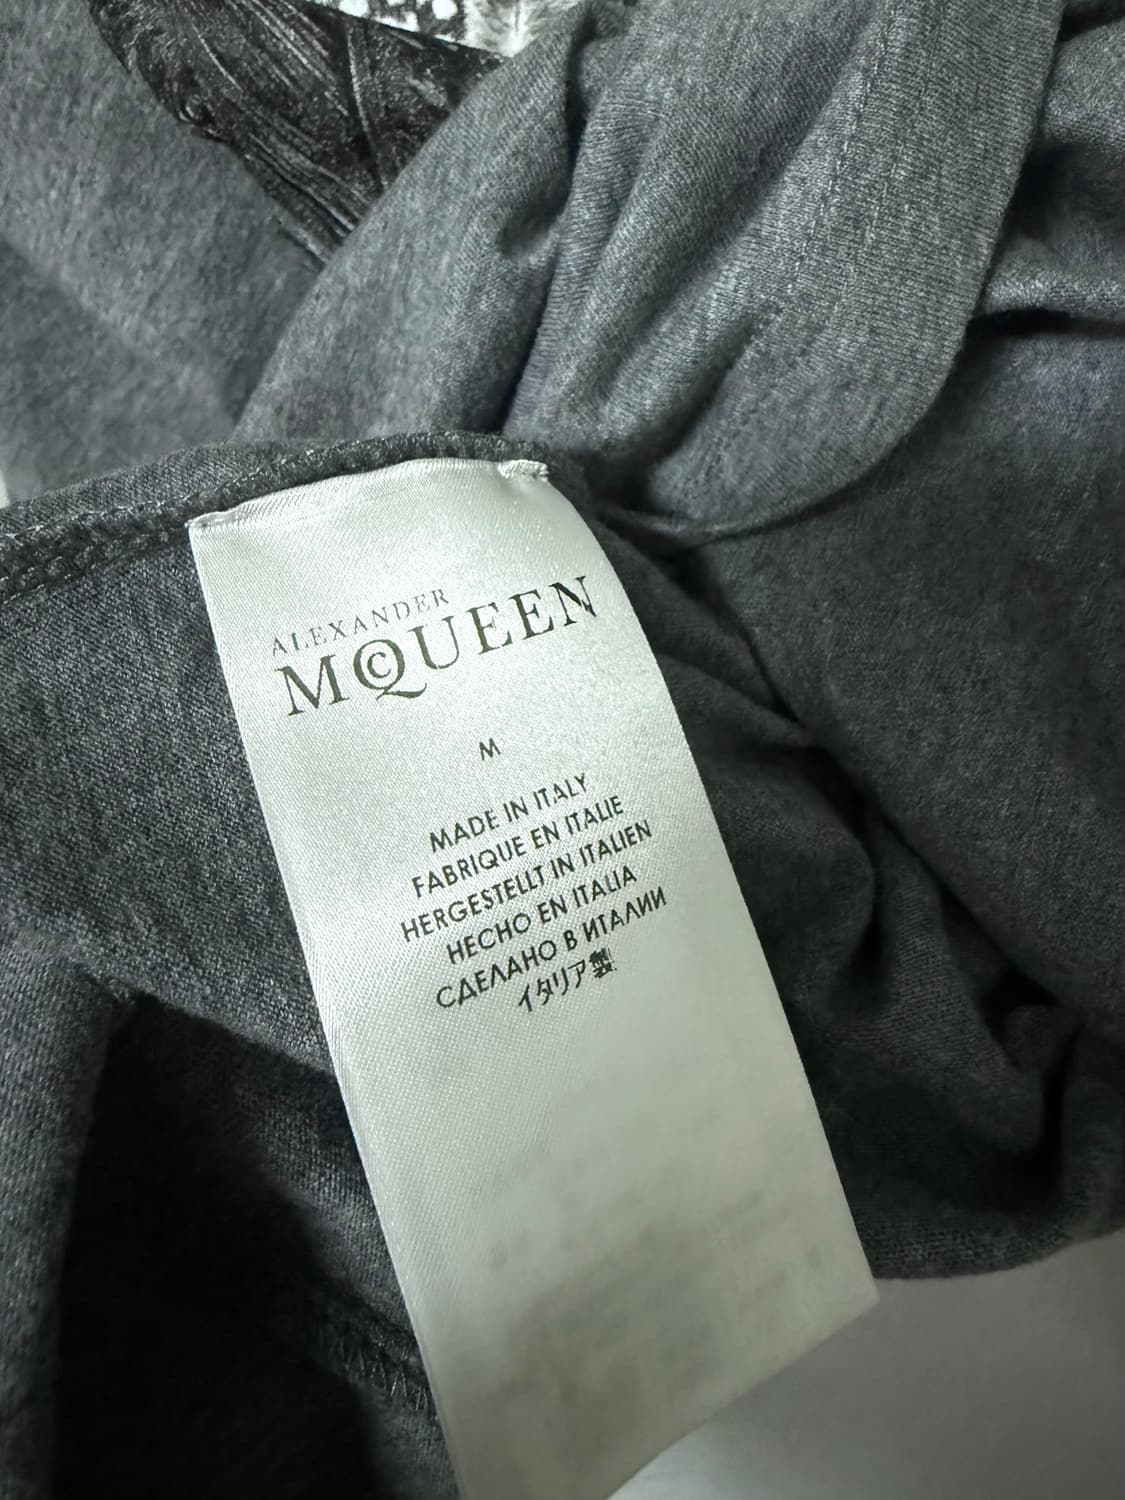 ALEXANDER
MCQUEEN
M
MADE IN ITALY
FABRIQUE EN ITALIE
HERGESTELLT IN ITALIEN
HECHO EN ITALIA
СДЕЛАНО В ИТАЛИИ
イタリア製